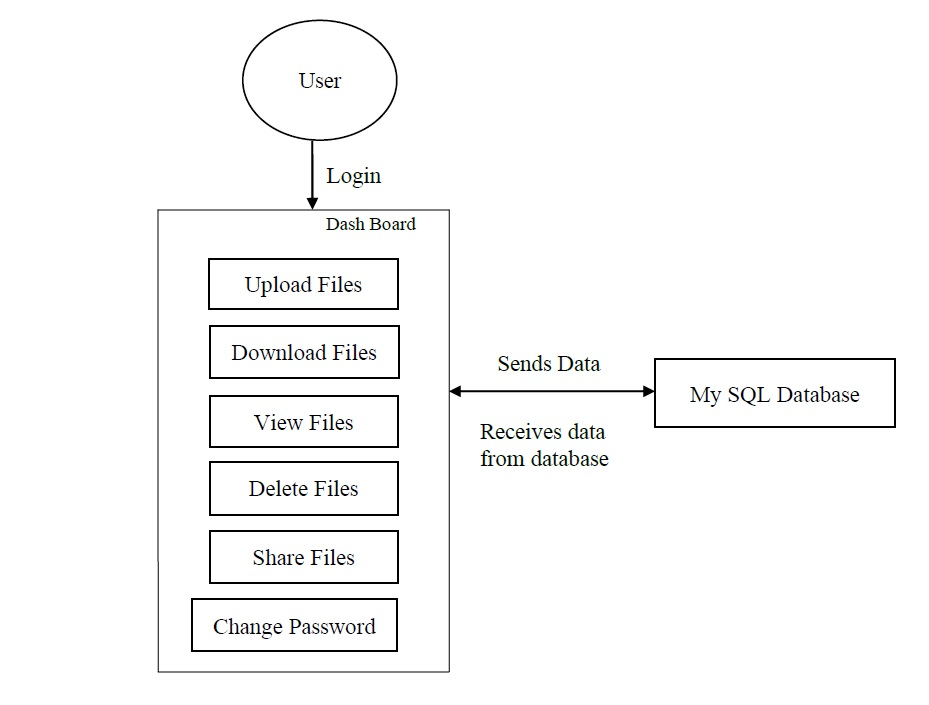 User
Login
Dash Board
Upload Files
Download Files
View Files
Delete Files
Share Files
Change Password
Sends Data
Receives data
from database
My SQL Database